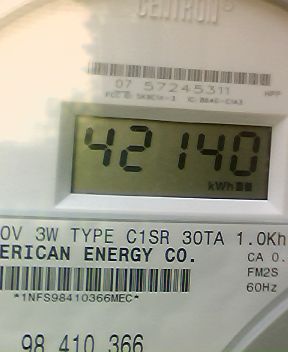 CENTRON
07 57245311
HPP
42140
kWh
0V 3W TYPE C1SR 30TA 1.0Kh
ERICAN ENERGY CO. CA 0.
FM2S
*1NFS98410366MEC* 60Hz
98 410 366